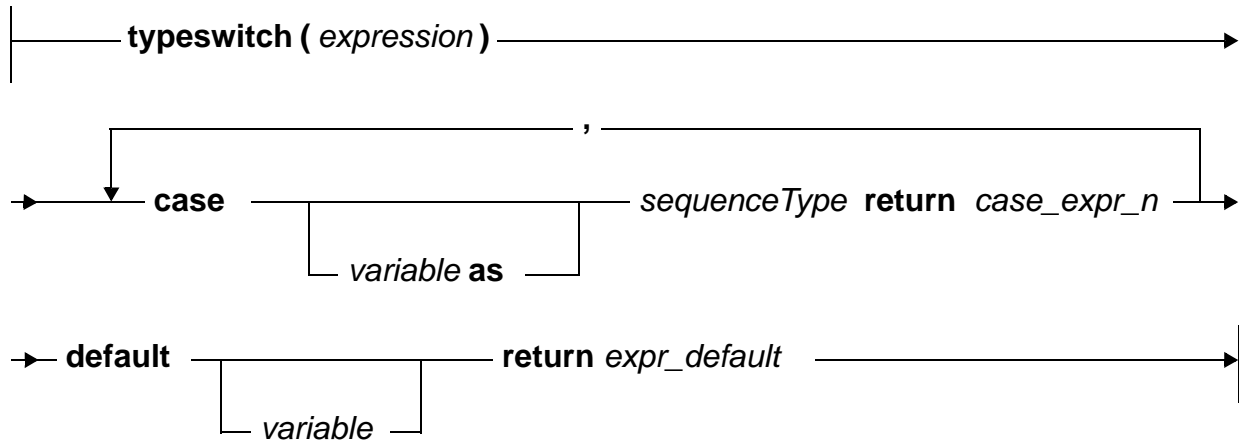 typeswitch ( expression )
,
case sequenceType return case_expr_n
variable as
default return expr_default
variable